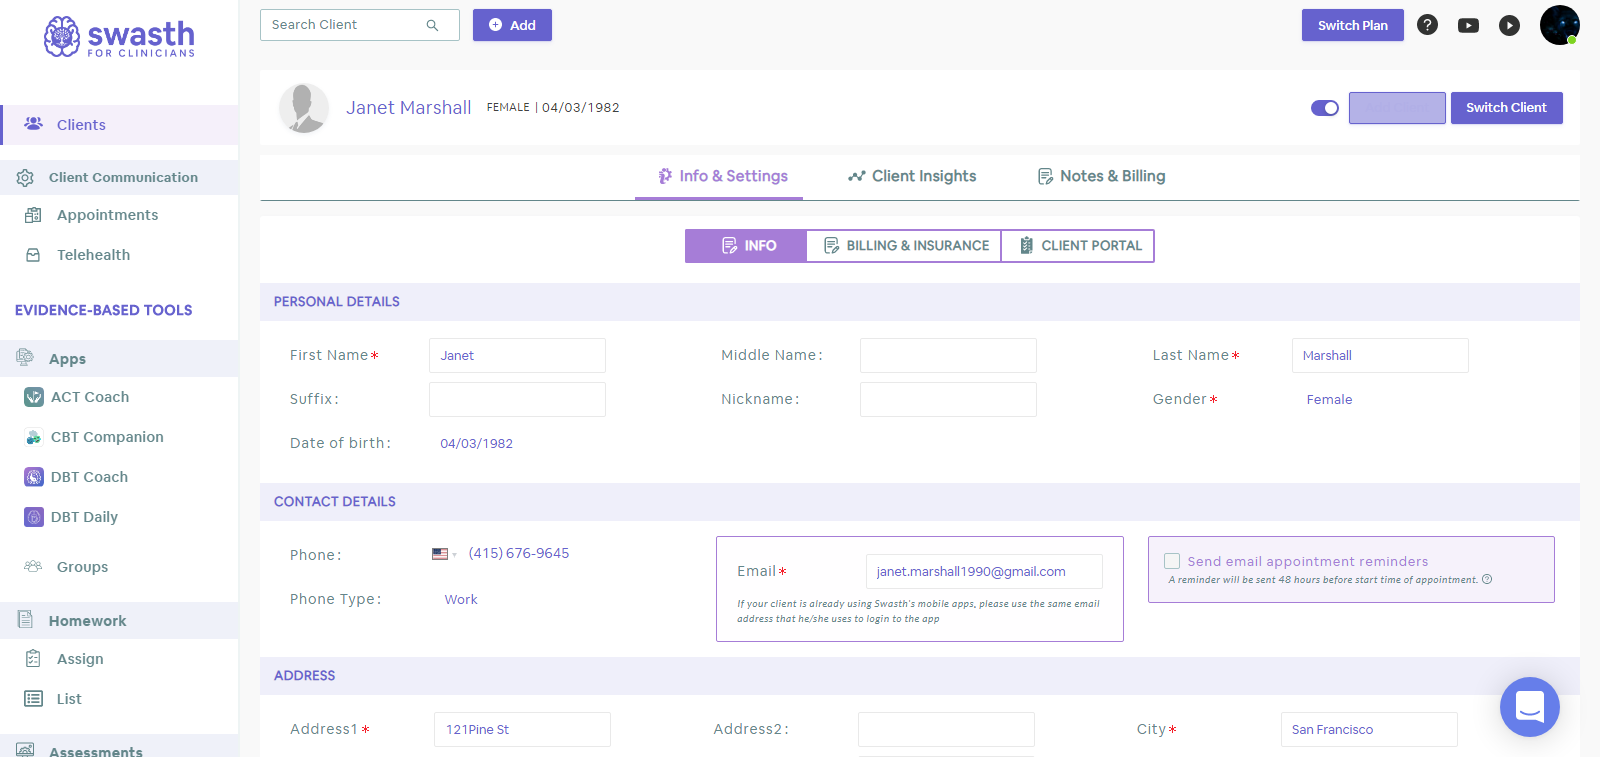 swasth
FOR CLINICIANS
Search Client
Add
Switch Plan
Janet Marshall FEMALE | 04/03/1982
Switch Client
Clients
Client Communication
Appointments
Telehealth
EVIDENCE-BASED TOOLS
Apps
ACT Coach
CBT Companion
DBT Coach
DBT Daily
Groups
Homework
Assign
List
Assessments
Info & Settings
Client Insights
Notes & Billing
INFO
BILLING & INSURANCE
CLIENT PORTAL
PERSONAL DETAILS
First Name* Janet
Middle Name:
Last Name* Marshall
Suffix:
Nickname:
Gender* Female
Date of birth: 04/03/1982
CONTACT DETAILS
Phone: (415) 676-9645
Phone Type: Work
Email* janet.marshall1990@gmail.com
If your client is already using Swasth's mobile apps, please use the same email
address that he/she uses to login to the app
Send email appointment reminders
A reminder will be sent 48 hours before start time of appointment.
ADDRESS
Address1* 121Pine St
Address2:
City* San Francisco